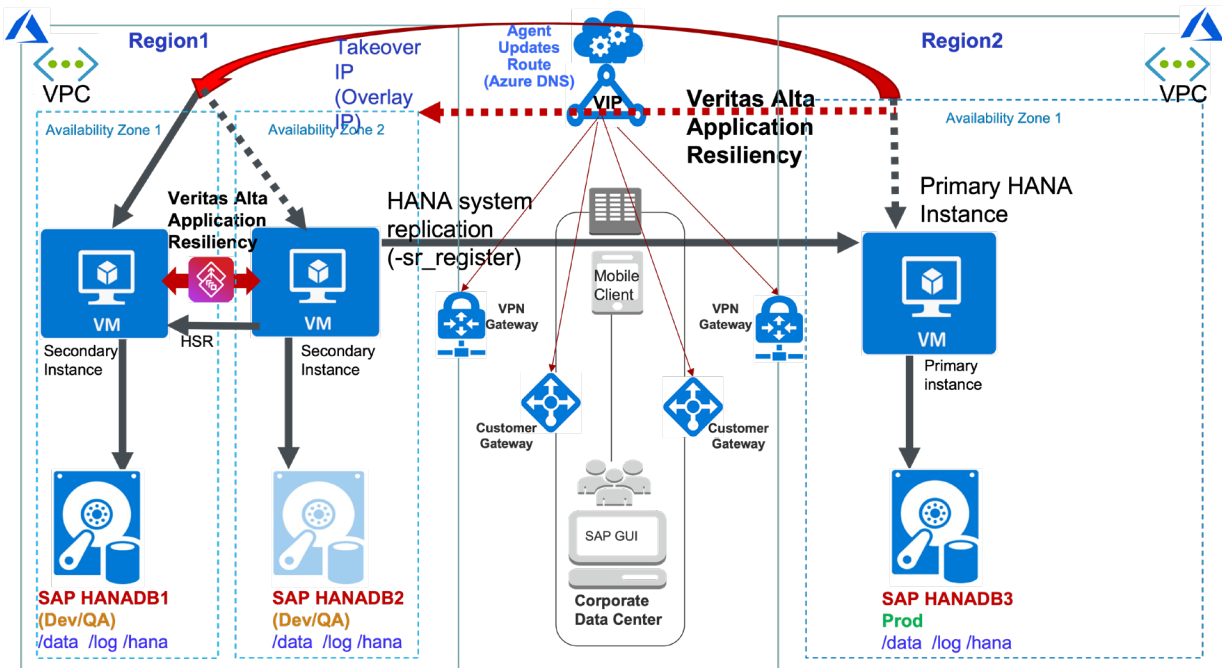 Region1
Agent
Updates
Route
(Azure DNS)
Region2
VPC
Takeover
IP
(Overlay
IP)
VIP
VPC
Availability Zone 1
Availability Zone 2
Veritas Alta
Application
Resiliency
Availability Zone 1
Veritas Alta
Application
Resiliency
HANA system
replication
(-sr_register)
Primary HANA
Instance
Mobile
Client
VM
VM
VM
HSR
VPN
Gateway
VPN
Gateway
Secondary
Instance
Secondary
Instance
Primary
instance
Customer
Gateway
Customer
Gateway
SAP GUI
Corporate
Data Center
SAP HANADB1
(Dev/QA)
/data /log /hana
SAP HANADB2
(Dev/QA)
/data /log /hana
SAP HANADB3
Prod
/data /log /hana